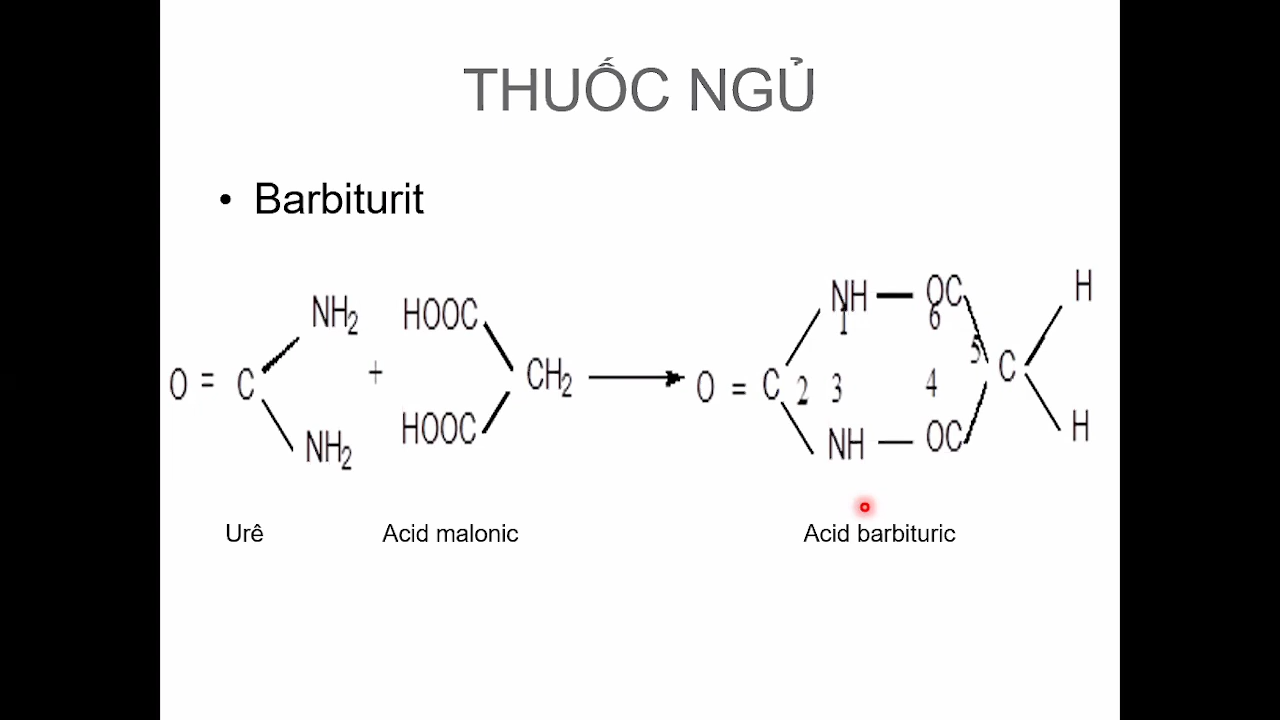 THUỐC NGỦ
• Barbiturit
NH2 HOOC NH — OC H
1 6
5
O = C + CH2 O = C 2 3 4 C
NH2 HOOC NH — OC H
Urê Acid malonic Acid barbituric